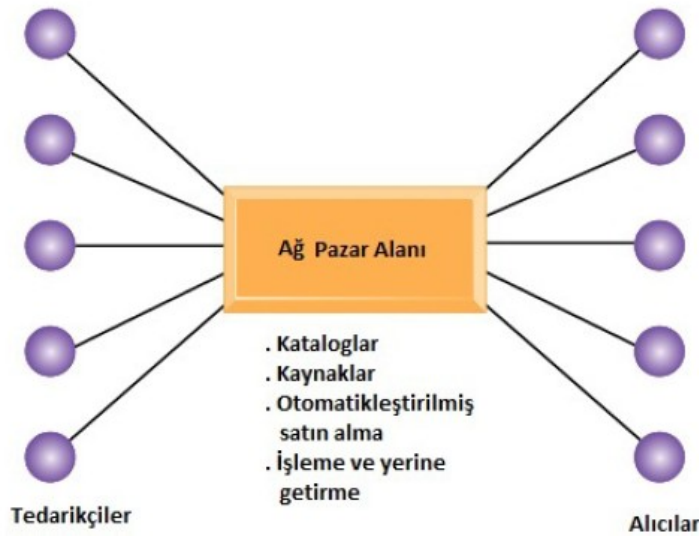 Ağ Pazar Alanı
. Kataloglar
. Kaynaklar
. Otomatikleştirilmiş
satın alma
. İşleme ve yerine
getirme
Tedarikçiler
Alıcılar